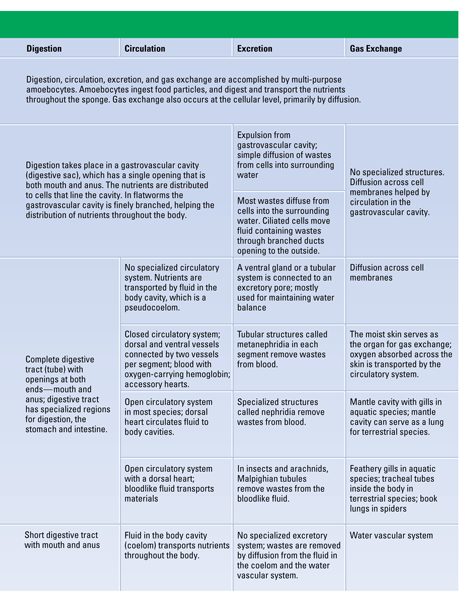 Digestion
Circulation
Excretion
Gas Exchange
Digestion, circulation, excretion, and gas exchange are accomplished by multi-purpose
amoebocytes. Amoebocytes ingest food particles, and digest and transport the nutrients
throughout the sponge. Gas exchange also occurs at the cellular level, primarily by diffusion.
Digestion takes place in a gastrovascular cavity
(digestive sac), which has a single opening that is
both mouth and anus. The nutrients are distributed
to cells that line the cavity. In flatworms the
gastrovascular cavity is finely branched, helping the
distribution of nutrients throughout the body.
Expulsion from
gastrovascular cavity;
simple diffusion of wastes
from cells into surrounding
water
Most wastes diffuse from
cells into the surrounding
water. Ciliated cells move
fluid containing wastes
through branched ducts
opening to the outside.
No specialized structures.
Diffusion across cell
membranes helped by
circulation in the
gastrovascular cavity.
Complete digestive
tract (tube) with
openings at both
ends—mouth and
anus; digestive tract
has specialized regions
for digestion, the
stomach and intestine.
No specialized circulatory
system. Nutrients are
transported by fluid in the
body cavity, which is a
pseudocoelom.
A ventral gland or a tubular
system is connected to an
excretory pore; mostly
used for maintaining water
balance
Diffusion across cell
membranes
Closed circulatory system;
dorsal and ventral vessels
connected by two vessels
per segment; blood with
oxygen-carrying hemoglobin;
accessory hearts.
Tubular structures called
metanephridia in each
segment remove wastes
from blood.
The moist skin serves as
the organ for gas exchange;
oxygen absorbed across the
skin is transported by the
circulatory system.
Open circulatory system
in most species; dorsal
heart circulates fluid to
body cavities.
Specialized structures
called nephridia remove
wastes from blood.
Mantle cavity with gills in
aquatic species; mantle
cavity can serve as a lung
for terrestrial species.
Open circulatory system
with a dorsal heart;
bloodlike fluid transports
materials
In insects and arachnids,
Malpighian tubules
remove wastes from the
bloodlike fluid.
Feathery gills in aquatic
species; tracheal tubes
inside the body in
terrestrial species; book
lungs in spiders
Short digestive tract
with mouth and anus
Fluid in the body cavity
(coelom) transports nutrients
throughout the body.
No specialized excretory
system; wastes are removed
by diffusion from the fluid in
the coelom and the water
vascular system.
Water vascular system